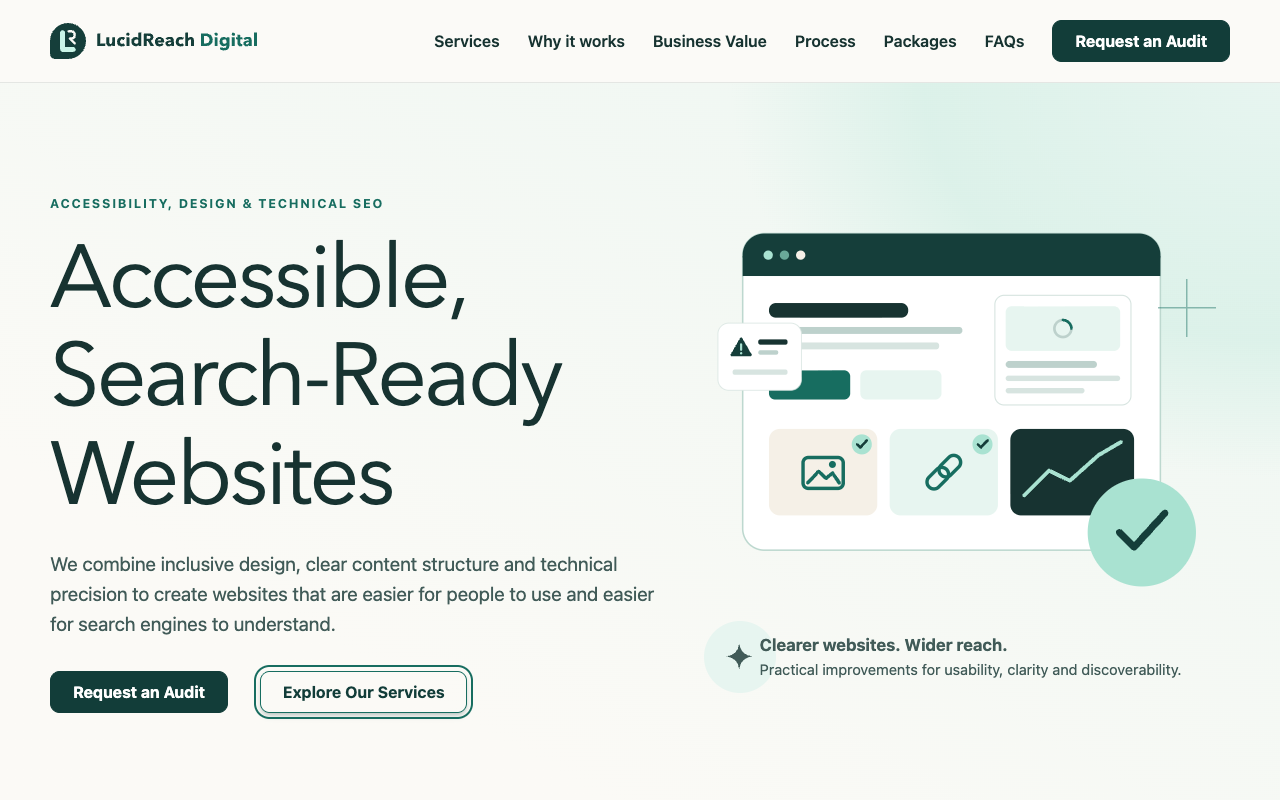 LucidReach Digital
Services
Why it works
Business Value
Process
Packages
FAQs
Request an Audit
ACCESSIBILITY, DESIGN & TECHNICAL SEO
Accessible,
Search-Ready
Websites
We combine inclusive design, clear content structure and technical
precision to create websites that are easier for people to use and easier
for search engines to understand.
Request an Audit
Explore Our Services
Clearer websites. Wider reach.
Practical improvements for usability, clarity and discoverability.